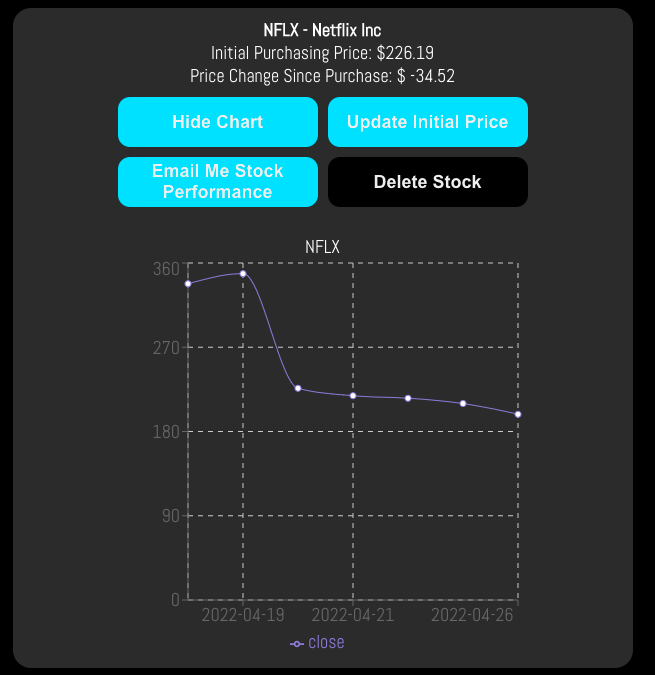 NFLX - Netflix Inc
Initial Purchasing Price: $226.19
Price Change Since Purchase: $ -34.52
Hide Chart
Update Initial Price
Email Me Stock
Performance
Delete Stock
NFLX
360
270
180
90
0
2022-04-19
2022-04-21
2022-04-26
close